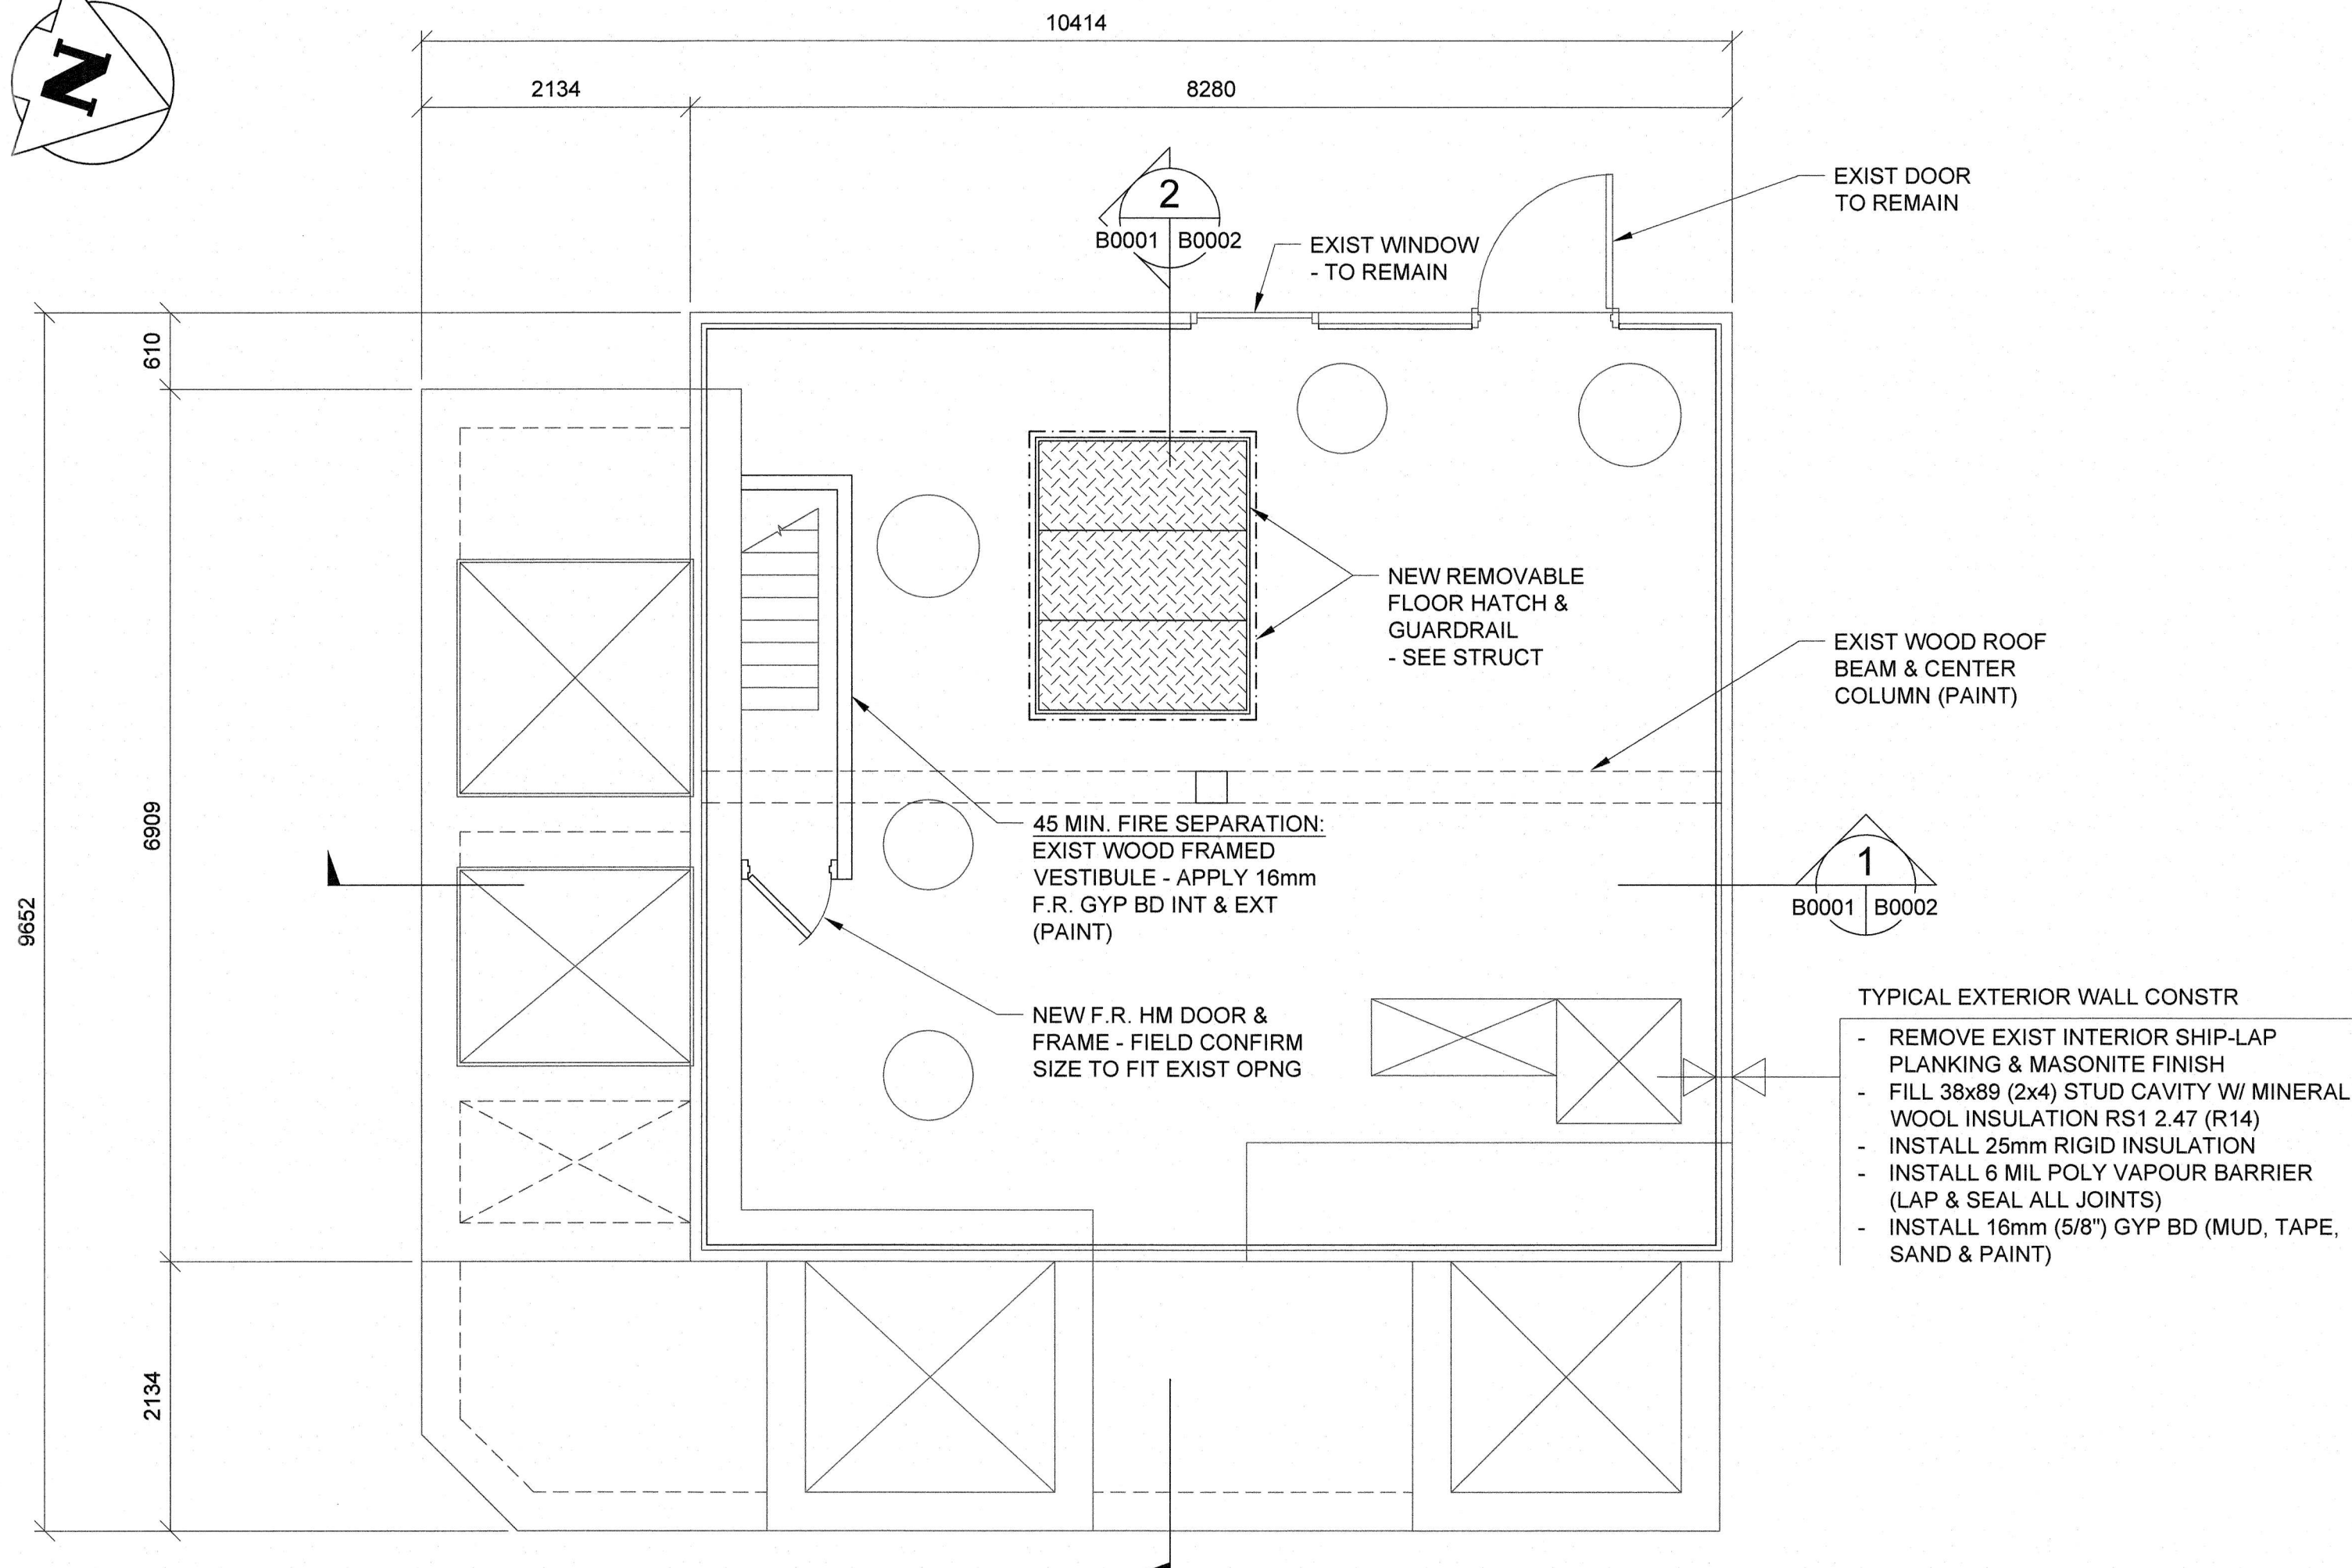 N
10414
2134
8280
2
B0001
B0002
EXIST DOOR
TO REMAIN
EXIST WINDOW
- TO REMAIN
610
6909
9652
2134
NEW REMOVABLE
FLOOR HATCH &
GUARDRAIL
- SEE STRUCT
EXIST WOOD ROOF
BEAM & CENTER
COLUMN (PAINT)
45 MIN. FIRE SEPARATION:
EXIST WOOD FRAMED
VESTIBULE - APPLY 16mm
F.R. GYP BD INT & EXT
(PAINT)
1
B0001
B0002
NEW F.R. HM DOOR &
FRAME - FIELD CONFIRM
SIZE TO FIT EXIST OPNG
TYPICAL EXTERIOR WALL CONSTR
- REMOVE EXIST INTERIOR SHIP-LAP
PLANKING & MASONITE FINISH
- FILL 38x89 (2x4) STUD CAVITY W/ MINERAL
WOOL INSULATION RS1 2.47 (R14)
- INSTALL 25mm RIGID INSULATION
- INSTALL 6 MIL POLY VAPOUR BARRIER
(LAP & SEAL ALL JOINTS)
- INSTALL 16mm (5/8") GYP BD (MUD, TAPE,
SAND & PAINT)